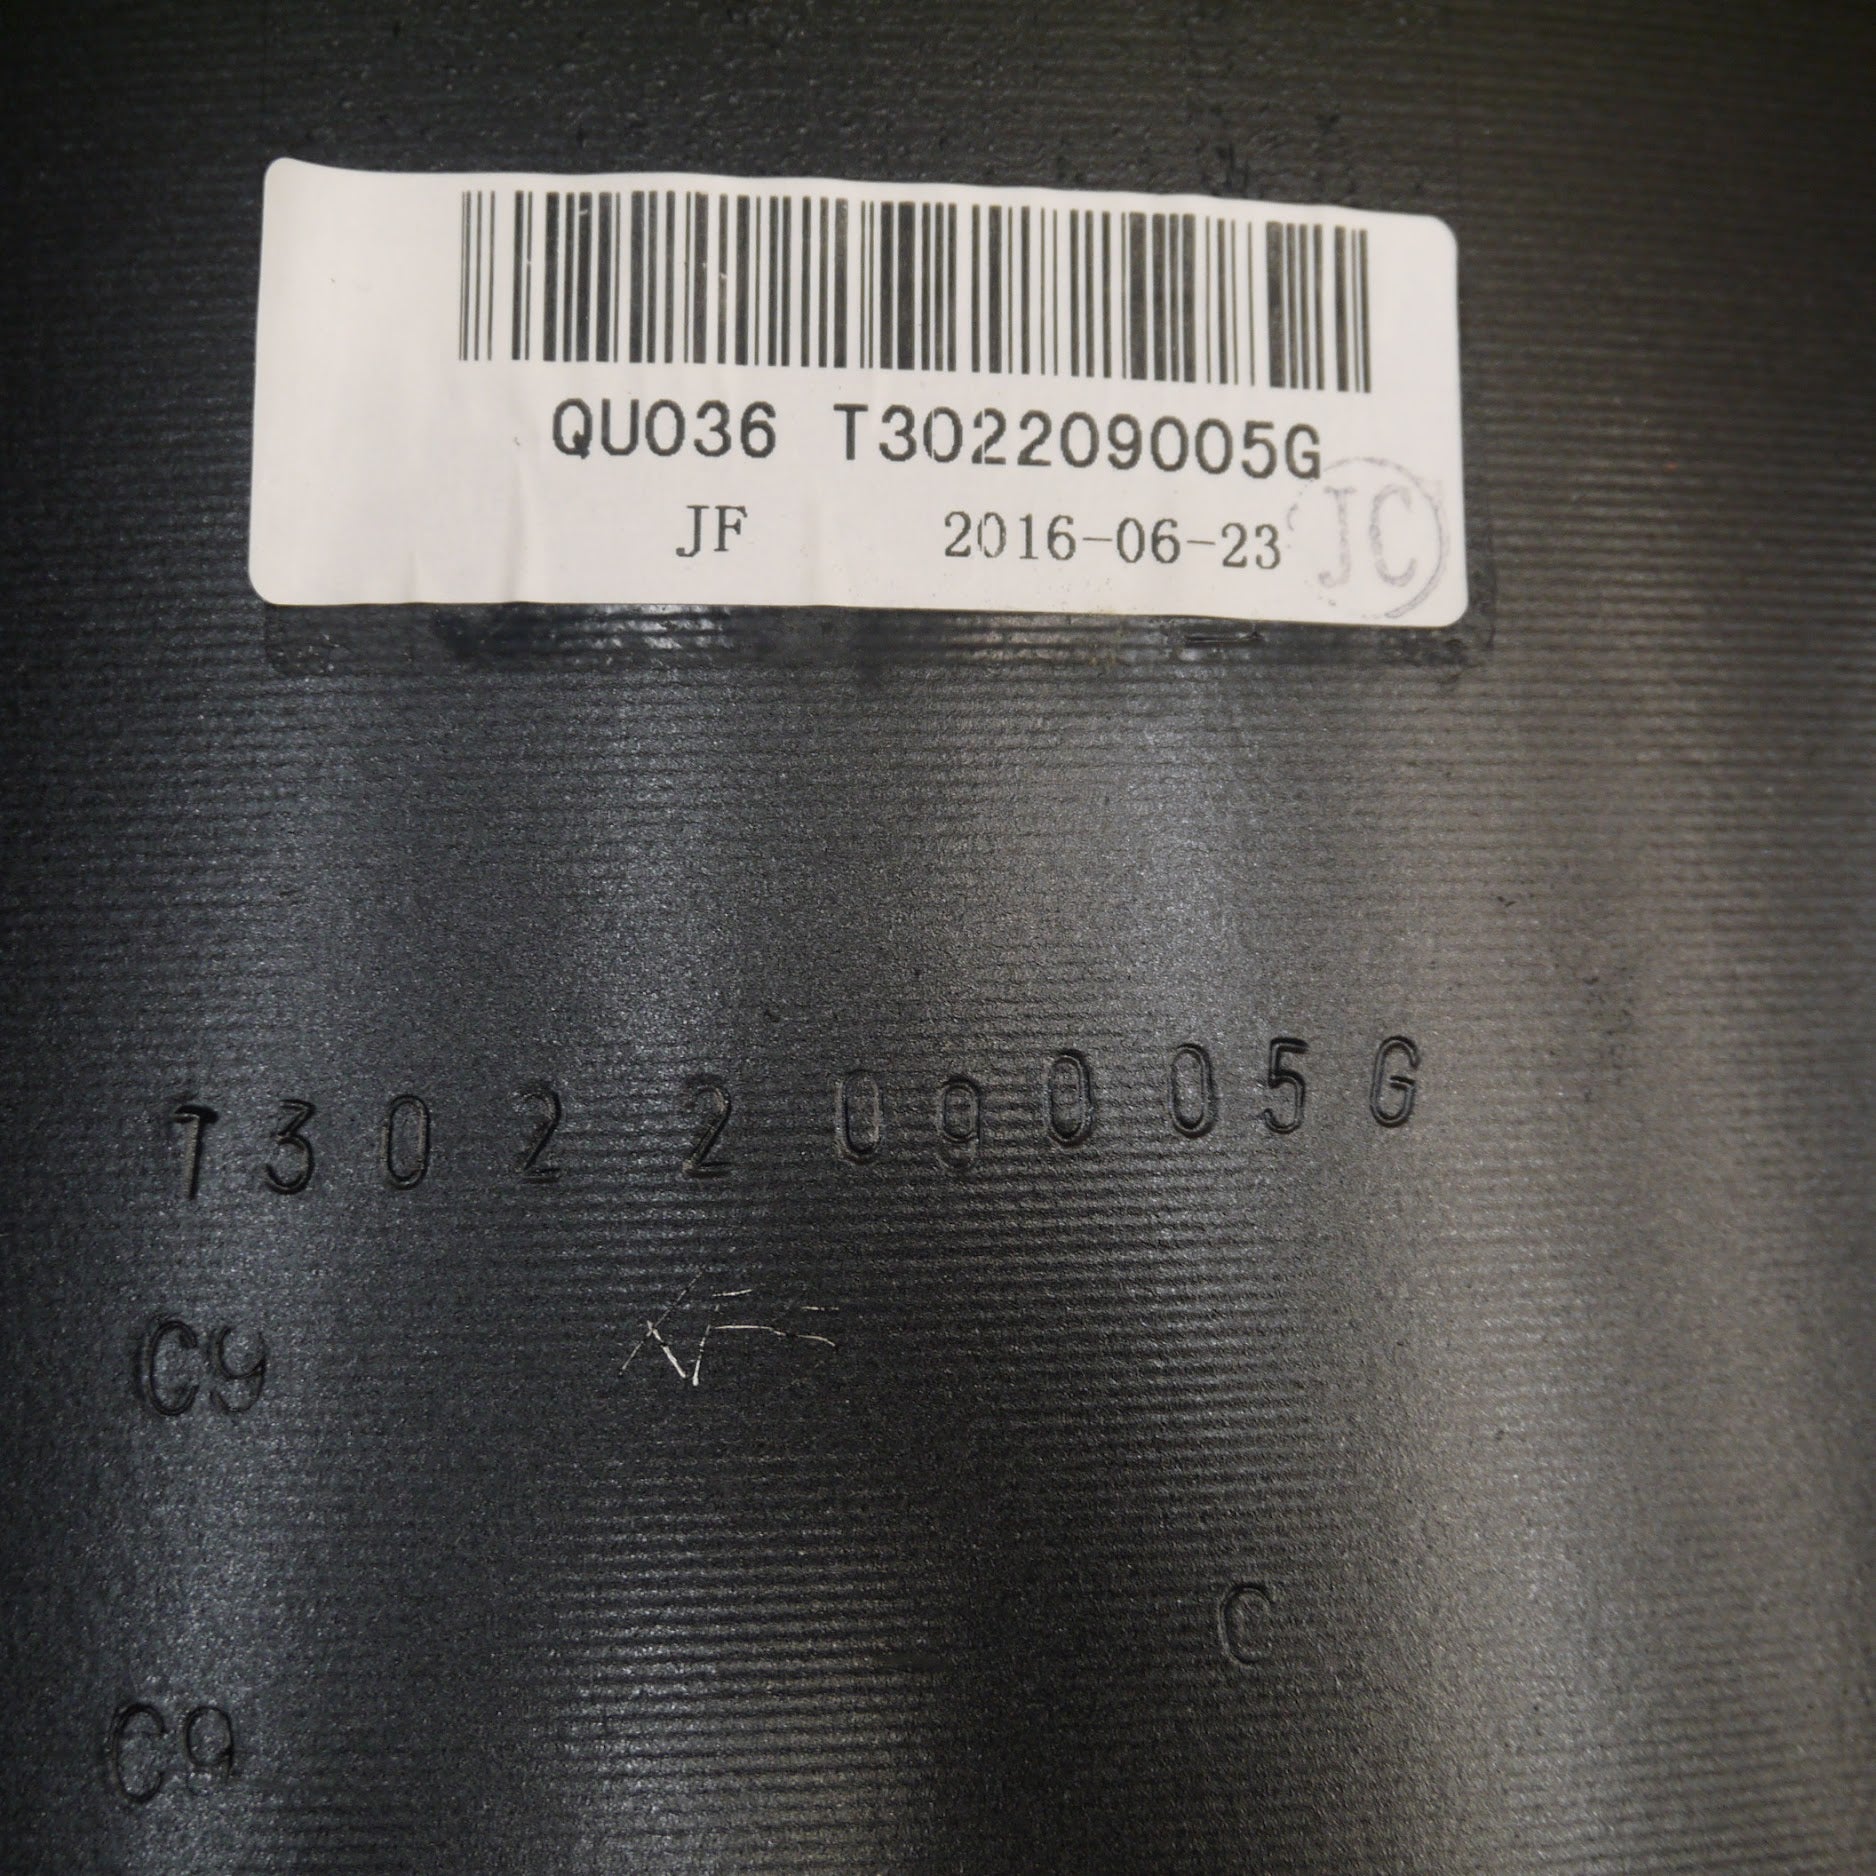 QU036 T302209005G
JF 2016-06-23 JC
T302209005G
C9
C
C9